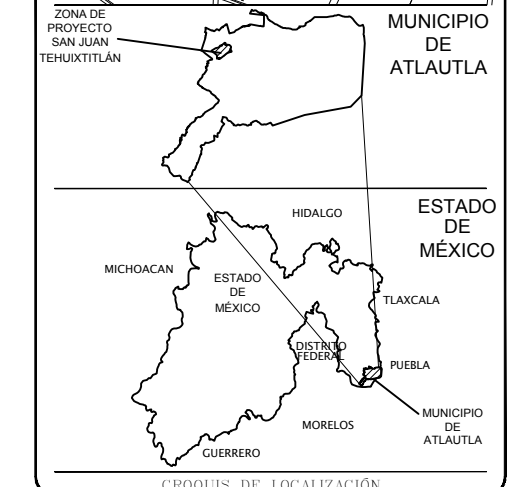 ZONA DE
PROYECTO
SAN JUAN
TEHUIXTITLÁN
MUNICIPIO
DE
ATLAUTLA
ESTADO
DE
MÉXICO
HIDALGO
MICHOACAN
ESTADO
DE
MÉXICO
TLAXCALA
DISTRITO
FEDERAL
PUEBLA
MUNICIPIO
DE
ATLAUTLA
MORELOS
GUERRERO
CROQUIS DE LOCALIZACIÓN